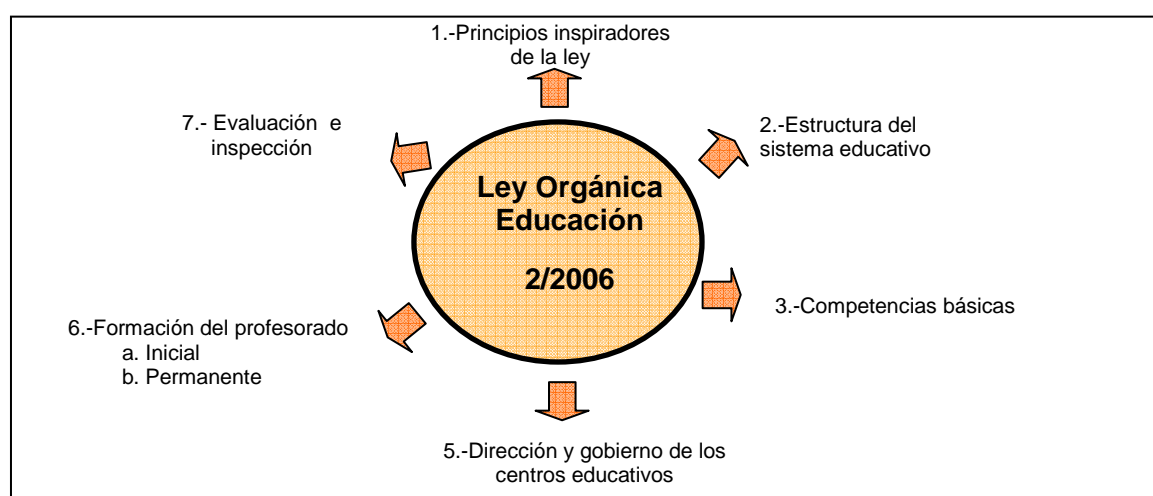 1.-Principios inspiradores
de la ley
2.-Estructura del
sistema educativo
3.-Competencias básicas
5.-Dirección y gobierno de los
centros educativos
6.-Formación del profesorado
a. Inicial
b. Permanente
7.- Evaluación e
inspección
Ley Orgánica
Educación
2/2006